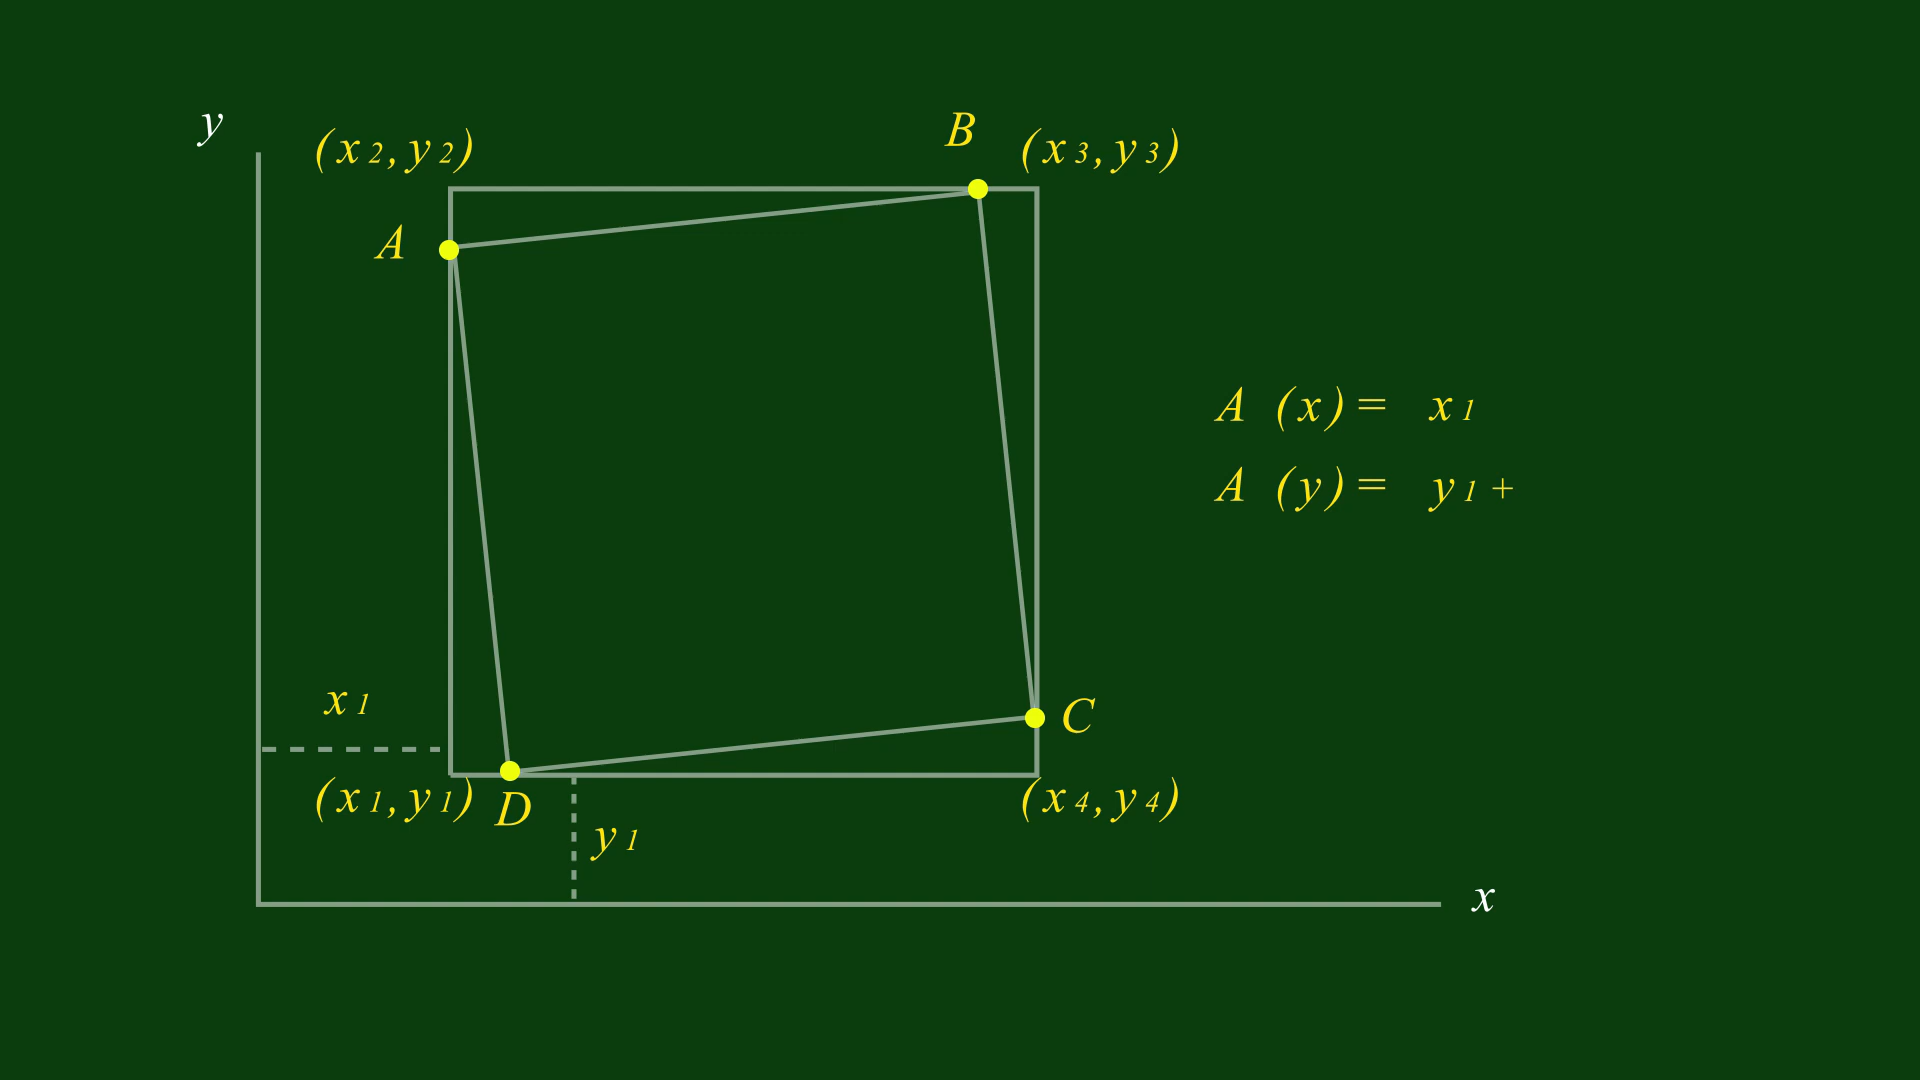 y
(x2,y2)
B
(x3,y3)
A
A (x)= x1
A (y)= y1+
x1
C
(x1,y1)
D
(x4,y4)
y1
x